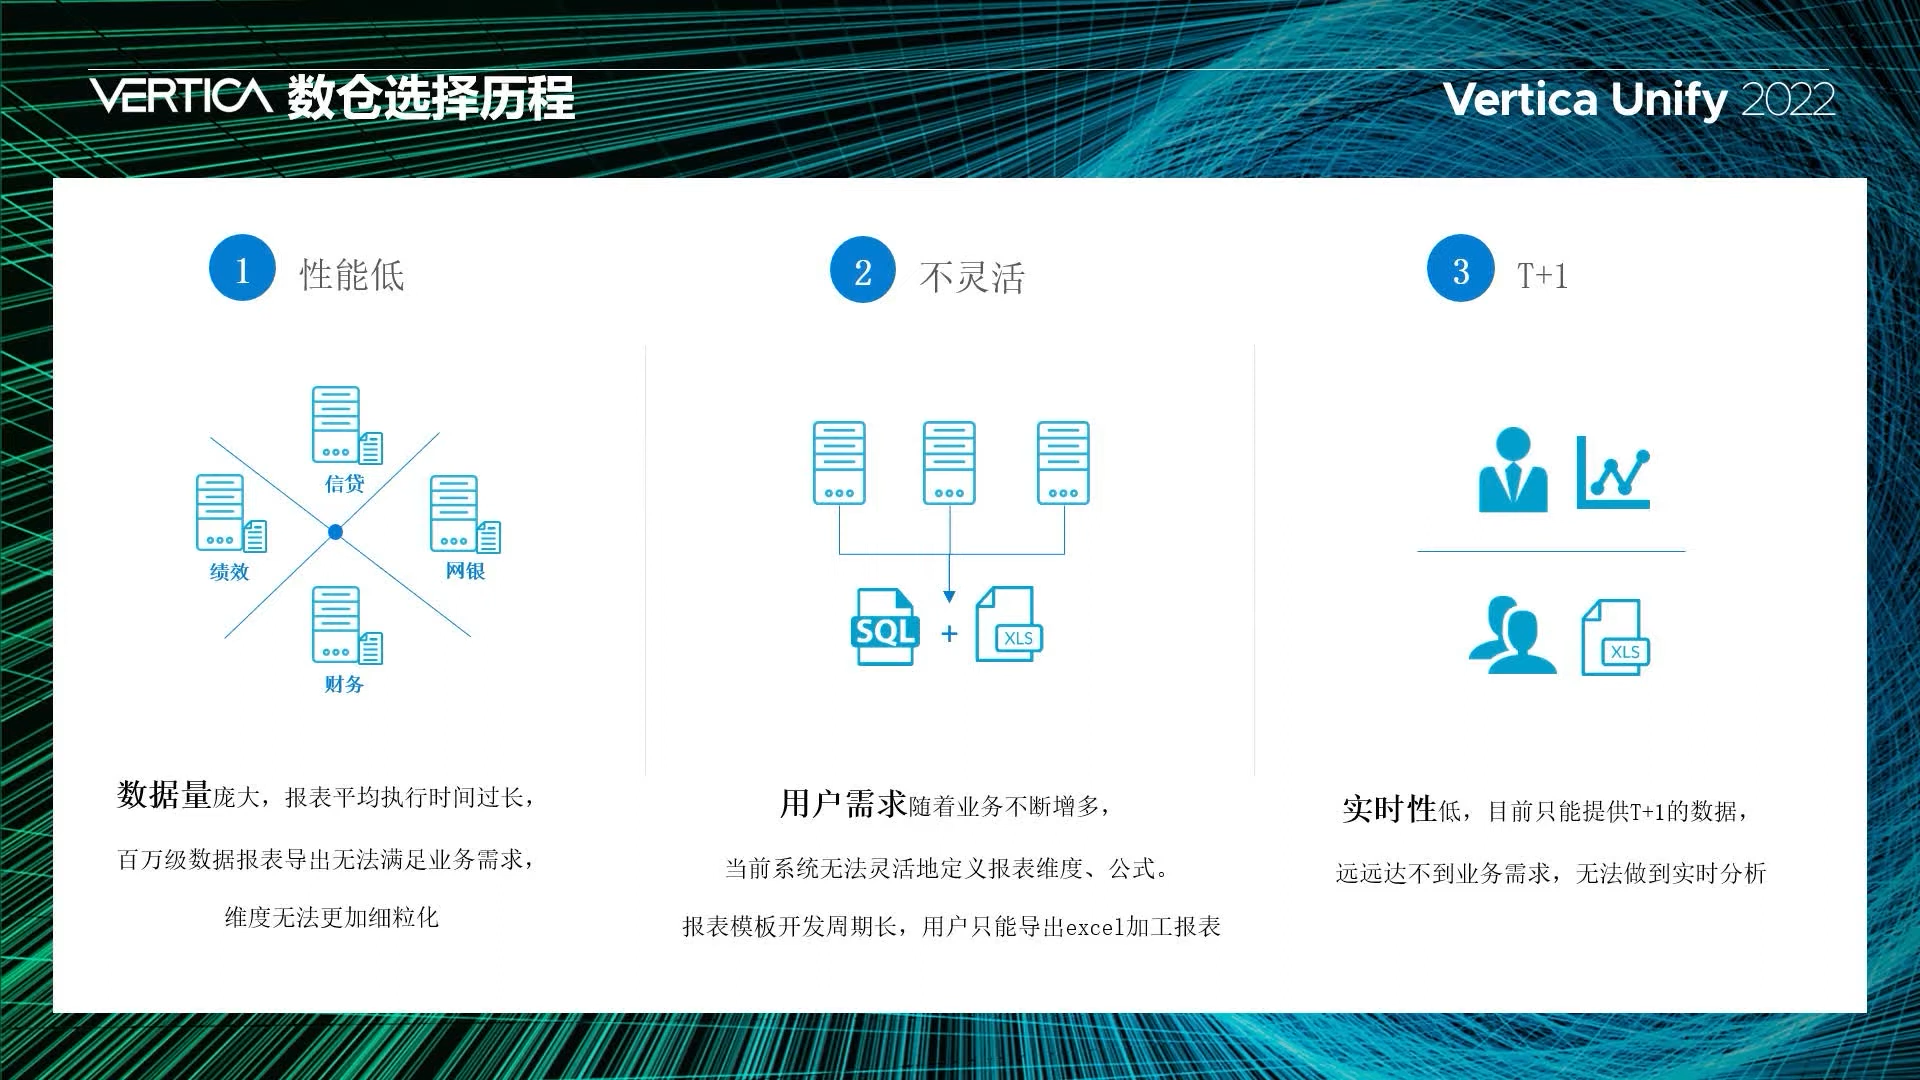 VERTICA 数仓选择历程
Vertica Unify 2022
1 性能低
信贷
绩效
网银
财务
数据量庞大，报表平均执行时间过长，
百万级数据报表导出无法满足业务需求，
维度无法更加细粒化
2 不灵活
SQL + XLS
用户需求随着业务不断增多，
当前系统无法灵活地定义报表维度、公式。
报表模板开发周期长，用户只能导出excel加工报表
3 T+1
XLS
实时性低，目前只能提供T+1的数据，
远远达不到业务需求，无法做到实时分析